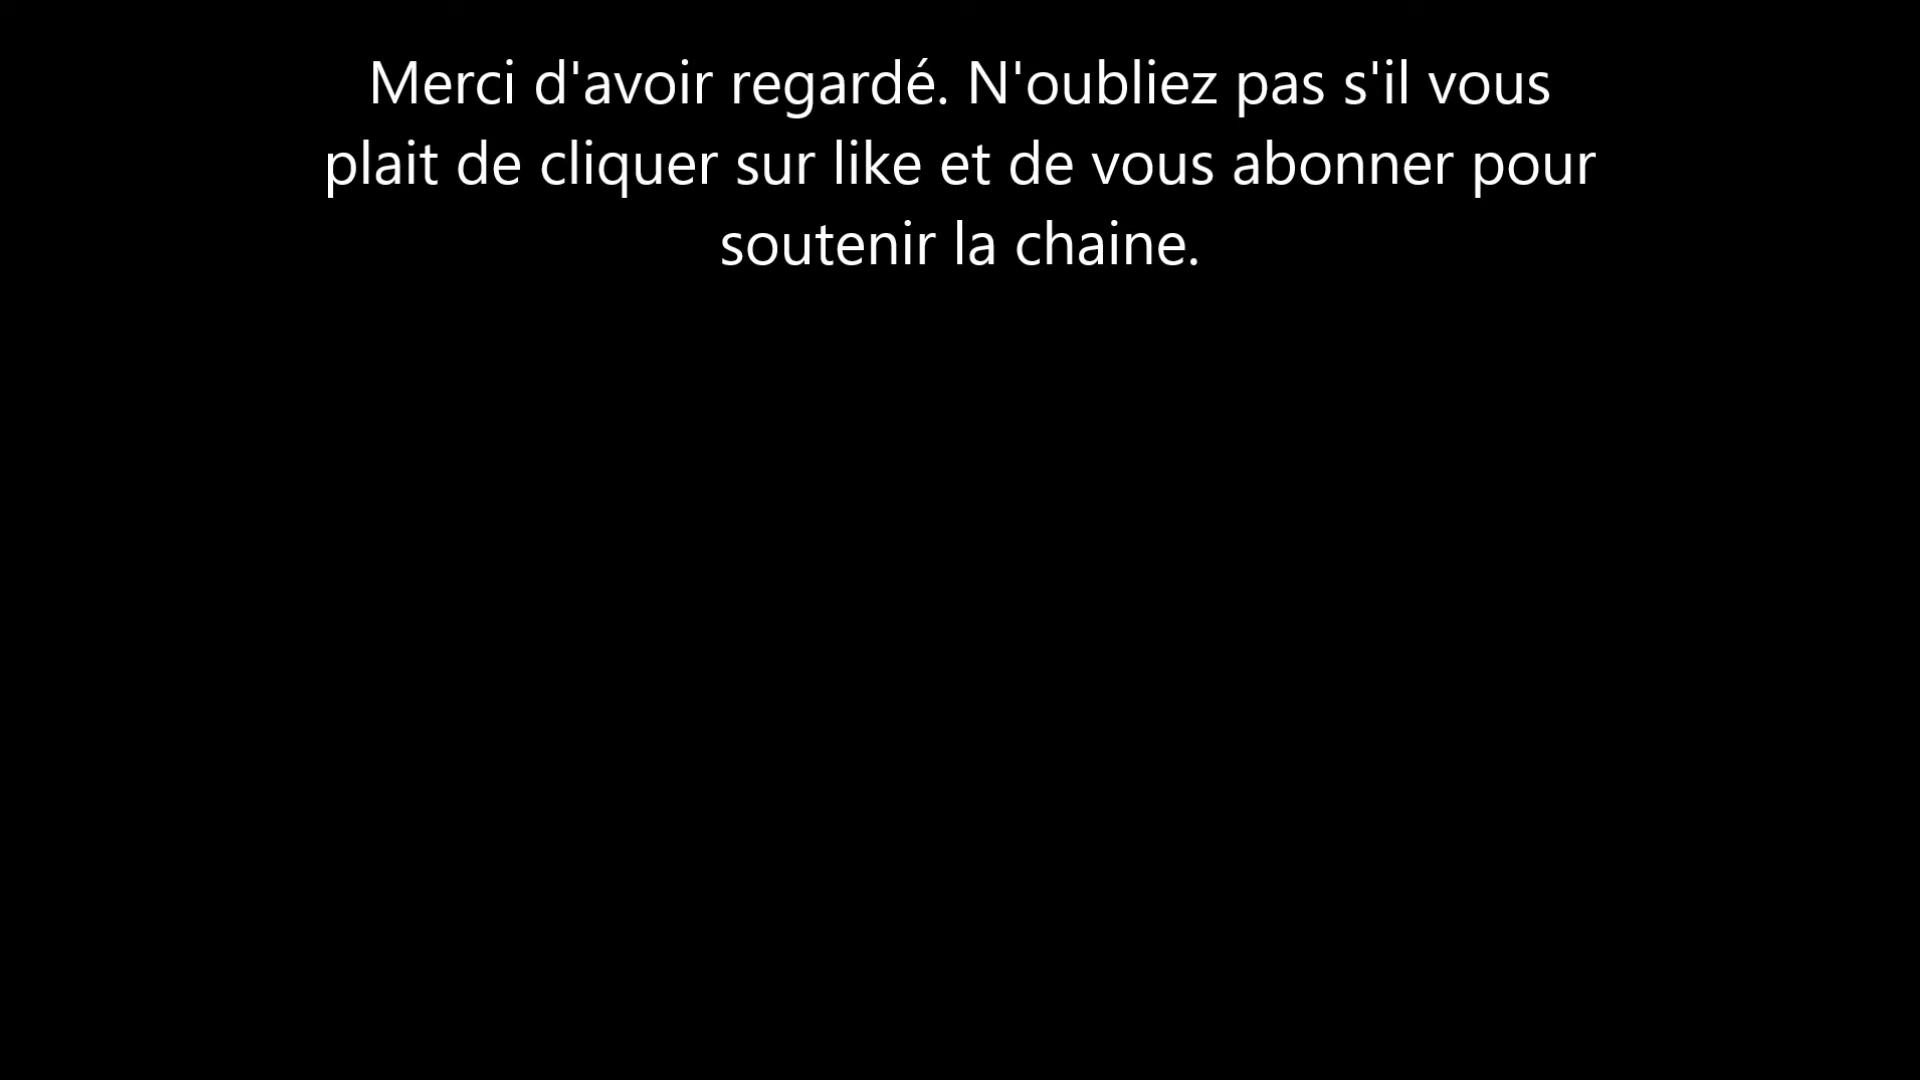 Merci d'avoir regardé. N'oubliez pas s'il vous
plait de cliquer sur like et de vous abonner pour
soutenir la chaine.